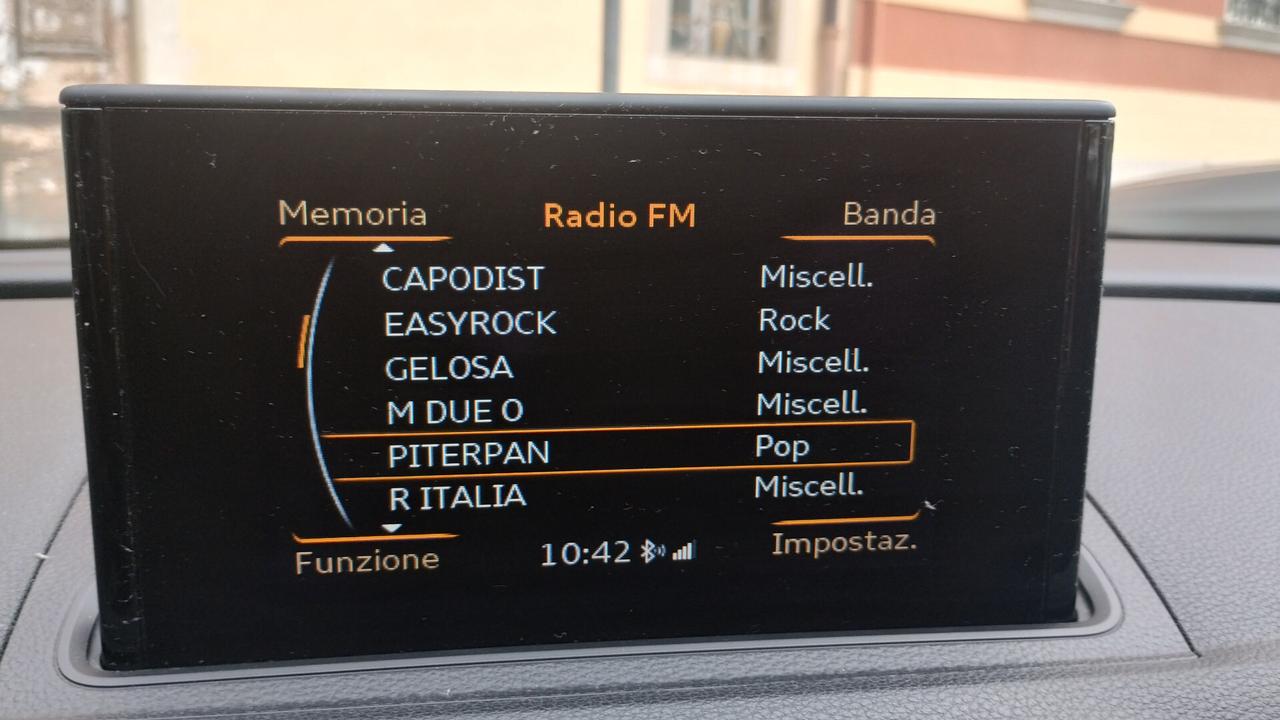 Memoria Radio FM Banda
CAPODIST Miscell.
EASYROCK Rock
GELOSA Miscell.
M DUE O Miscell.
PITERPAN Pop
R ITALIA Miscell.
Funzione 10:42 Impostaz.